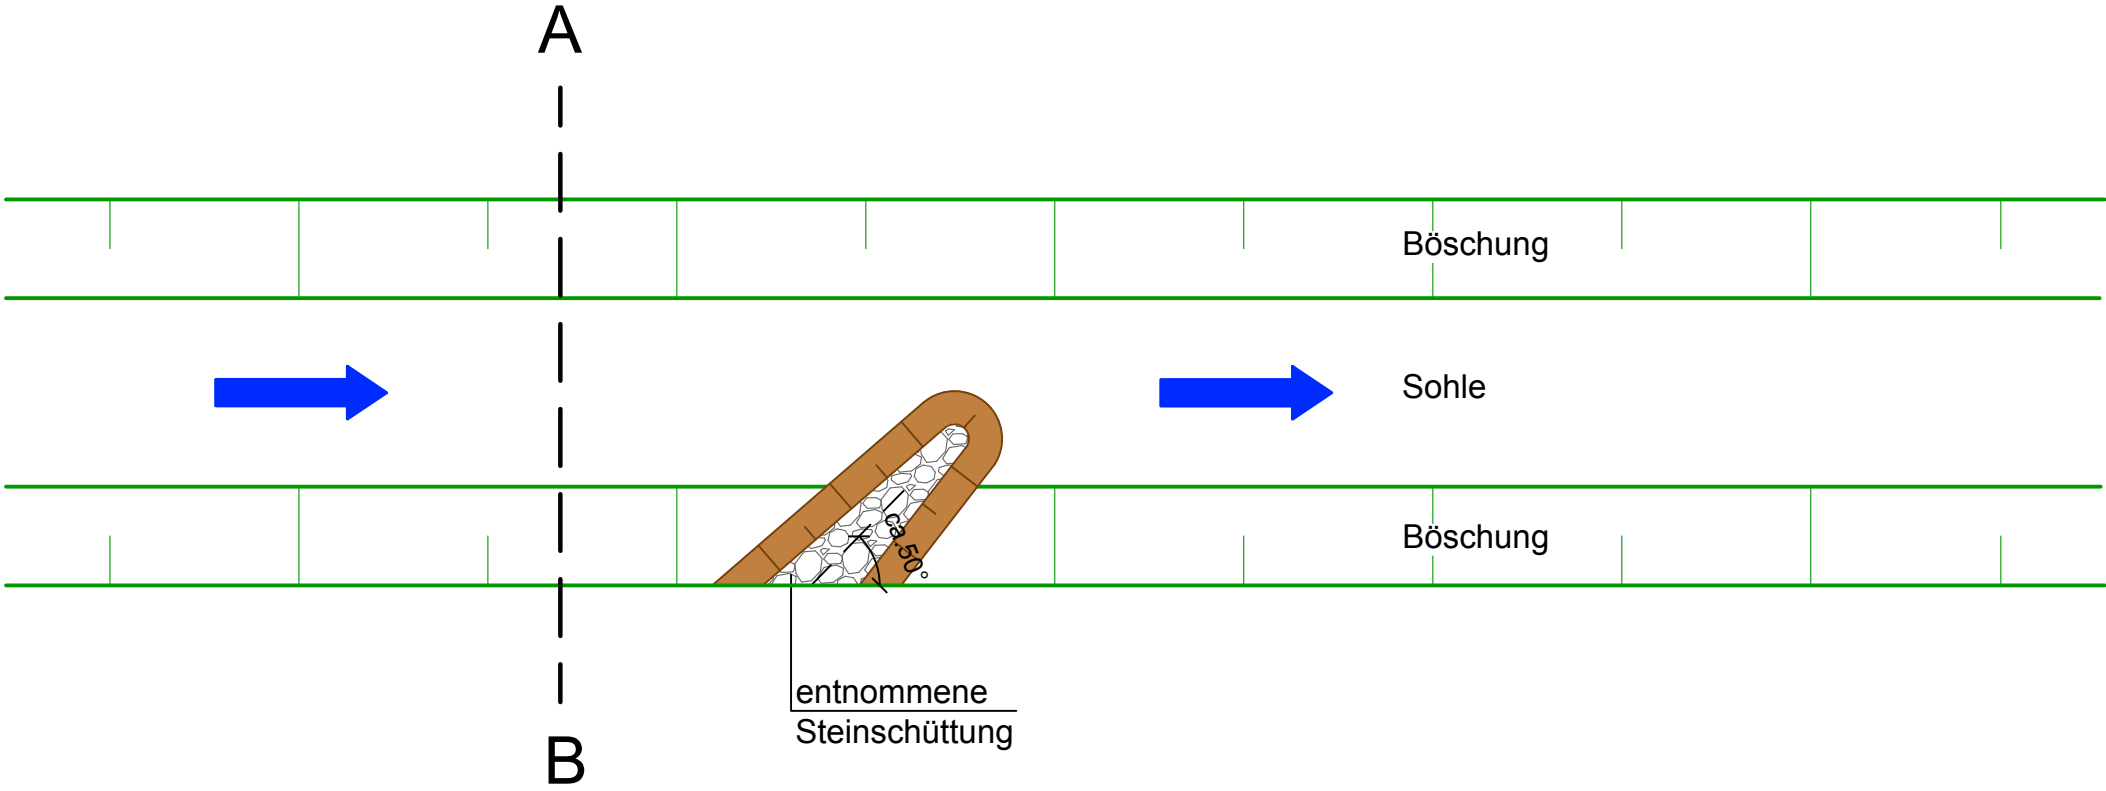 A
Böschung
Sohle
Böschung
ca.50°
entnommene
Steinschüttung
B